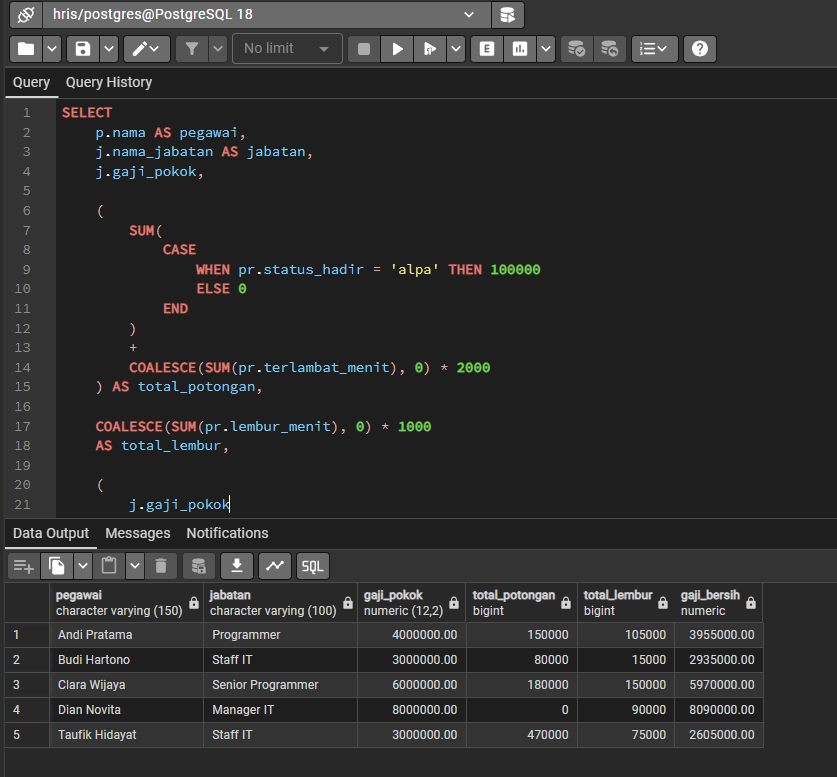 hris/postgres@PostgreSQL 18
No limit
E
Query Query History
1 SELECT
2 p.nama AS pegawai,
3 j.nama_jabatan AS jabatan,
4 j.gaji_pokok,
5
6 (
7 SUM(
8 CASE
9 WHEN pr.status_hadir = 'alpa' THEN 100000
10 ELSE 0
11 END
12 )
13 +
14 COALESCE(SUM(pr.terlambat_menit), 0) * 2000
15 ) AS total_potongan,
16
17 COALESCE(SUM(pr.lembur_menit), 0) * 1000
18 AS total_lembur,
19
20 (
21 j.gaji_pokok
Data Output Messages Notifications
SQL
pegawai jabatan gaji_pokok total_potongan total_lembur gaji_bersih
character varying (150) character varying (100) numeric (12,2) bigint bigint numeric
1 Andi Pratama Programmer 4000000.00 150000 105000 3955000.00
2 Budi Hartono Staff IT 3000000.00 80000 15000 2935000.00
3 Clara Wijaya Senior Programmer 6000000.00 180000 150000 5970000.00
4 Dian Novita Manager IT 8000000.00 0 90000 8090000.00
5 Taufik Hidayat Staff IT 3000000.00 470000 75000 2605000.00